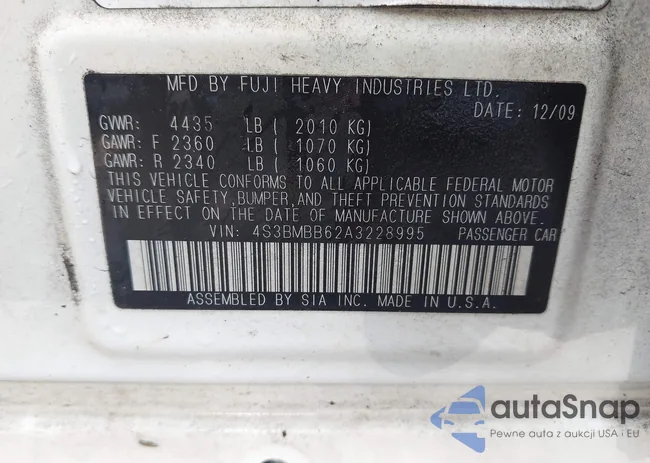 MFD BY FUJI HEAVY INDUSTRIES LTD.
DATE: 12/09
GVWR: 4435 LB ( 2010 KG)
GAWR: F 2360 LB ( 1070 KG)
GAWR: R 2340 LB ( 1060 KG)
THIS VEHICLE CONFORMS TO ALL APPLICABLE FEDERAL MOTOR
VEHICLE SAFETY,BUMPER,AND THEFT PREVENTION STANDARDS
IN EFFECT ON THE DATE OF MANUFACTURE SHOWN ABOVE.
VIN: 4S3BMBB62A3228995 PASSENGER CAR
ASSEMBLED BY SIA INC. MADE IN U.S.A.
autoSnap
Pewne auta z aukcji USA i EU